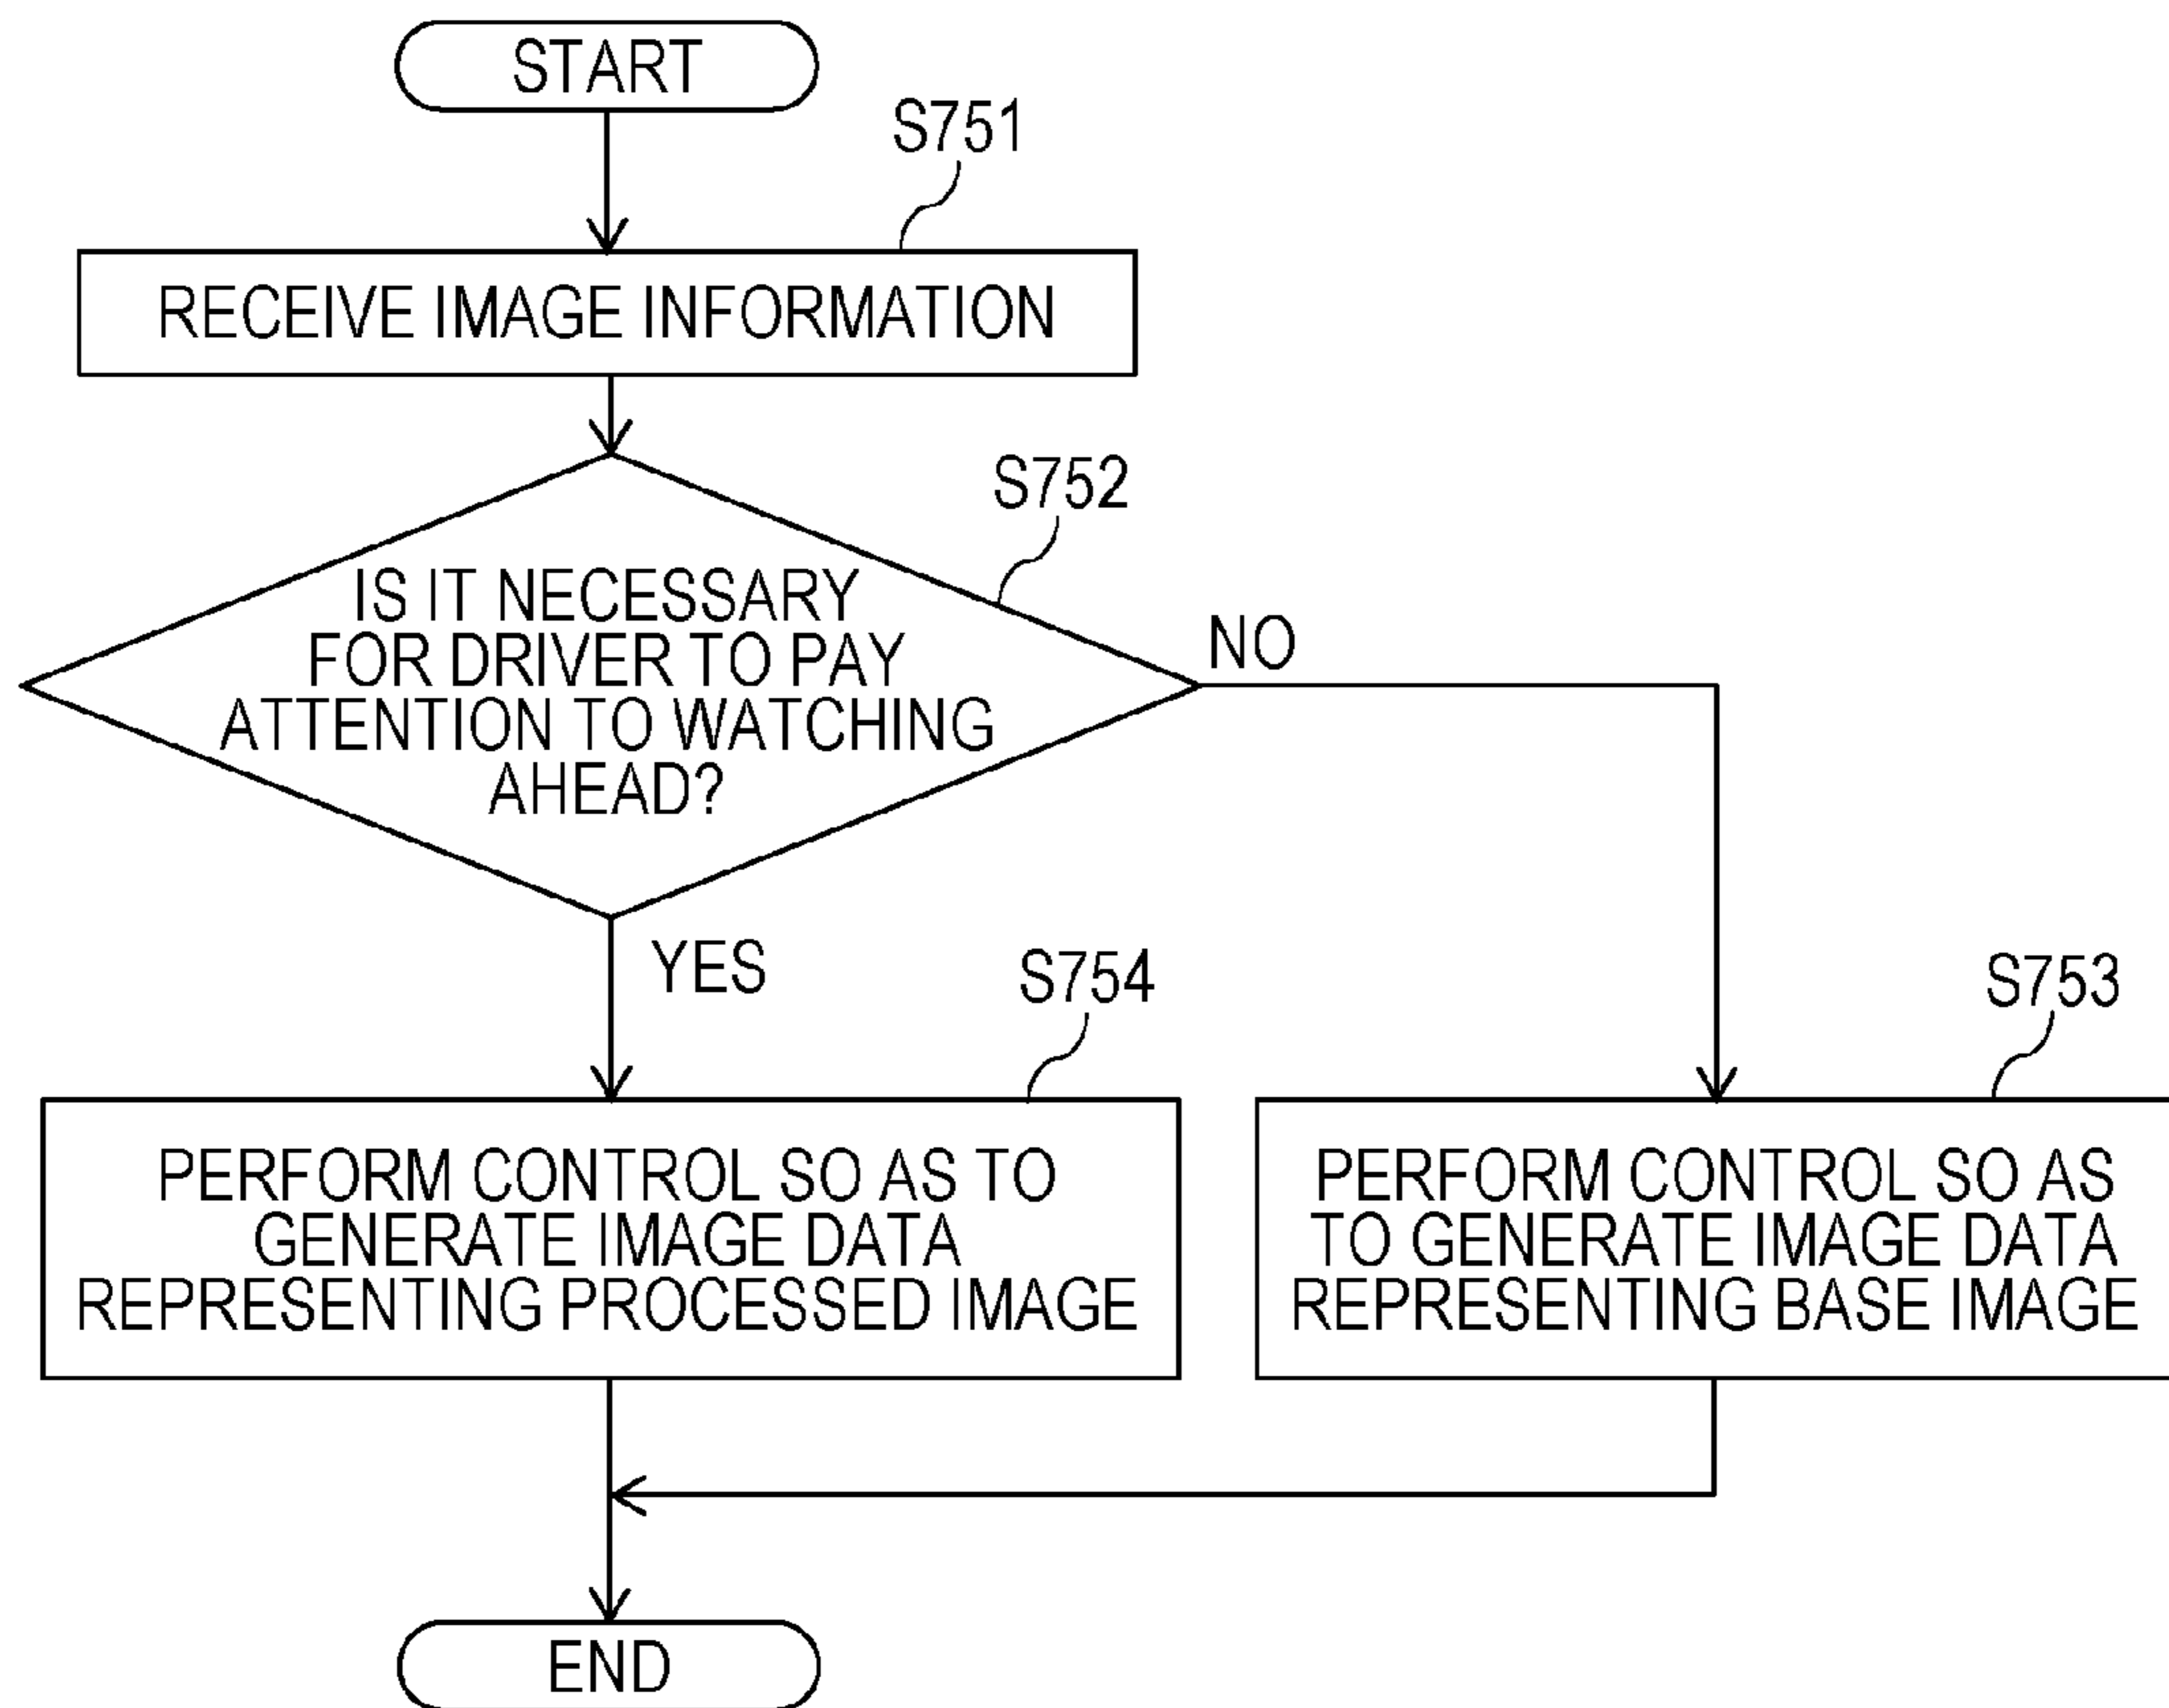 START
S751
RECEIVE IMAGE INFORMATION
S752
IS IT NECESSARY
FOR DRIVER TO PAY
ATTENTION TO WATCHING
AHEAD?
NO
YES
S754
PERFORM CONTROL SO AS TO
GENERATE IMAGE DATA
REPRESENTING PROCESSED IMAGE
S753
PERFORM CONTROL SO AS
TO GENERATE IMAGE DATA
REPRESENTING BASE IMAGE
END